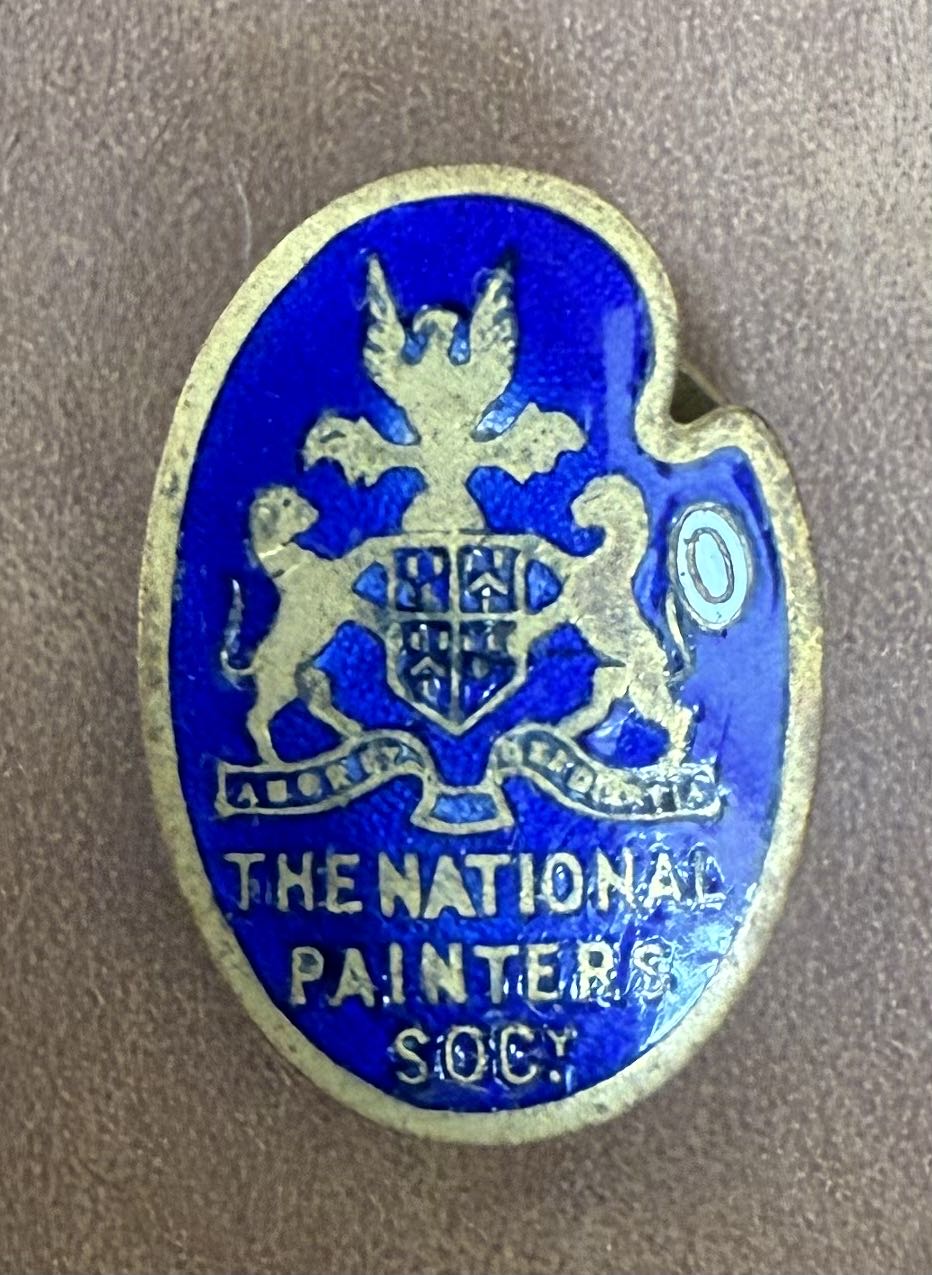 THE NATIONAL
PAINTERS
SOCY.